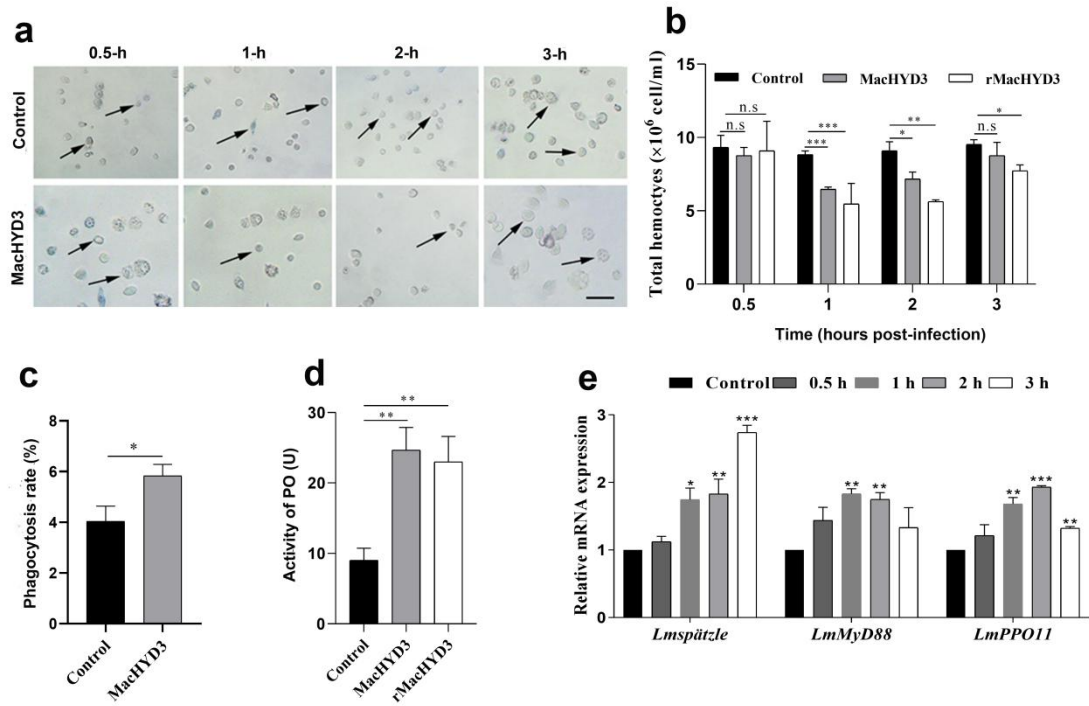 a
0.5-h 1-h 2-h 3-h
Control
MacHYD3
b
Control MacHYD3 rMacHYD3
Total hemoctyes (×10⁶ cell/ml)
15
10
5
0
n.s
n.s
***
***
**
*
*
n.s
0.5 1 2 3
Time (hours post-infection)
c
Phagocytosis rate (%)
8
6
4
2
0
*
Control
MacHYD3
d
Activity of PO (U)
30
20
10
0
**
**
Control
MacHYD3
rMacHYD3
e
Control 0.5 h 1 h 2 h 3 h
Relative mRNA expression
3
2
1
0
* ** ***
** **
** *** **
Lmspätzle LmMyD88 LmPPO11